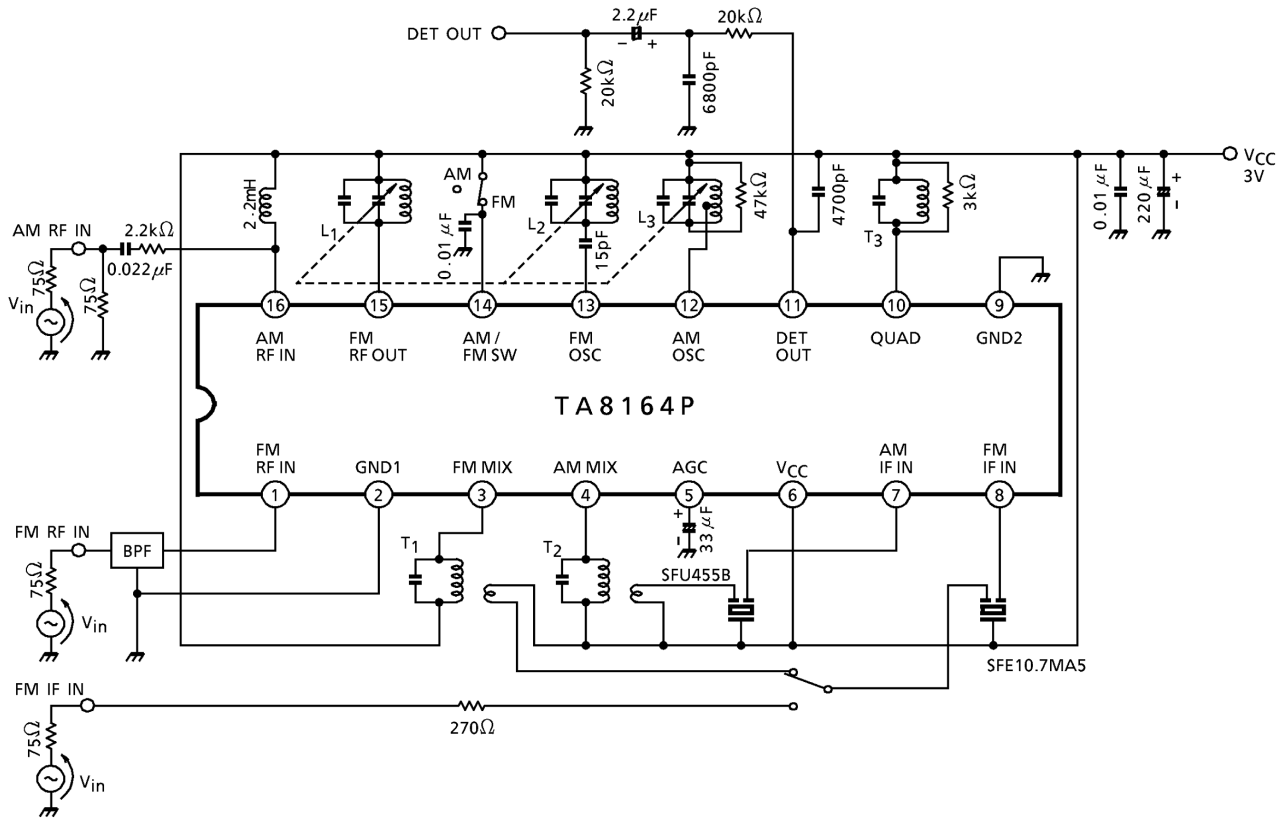 DET OUT
2.2μF
− +
20kΩ
20kΩ
6800pF
VCC
3V
AM RF IN
2.2kΩ
0.022μF
75Ω
75Ω
Vin
2.2mH
L1
AM
FM
0.01μF
L2
15pF
L3
47kΩ
4700pF
T3
3kΩ
0.01μF
220μF
+
−
16
15
14
13
12
11
10
9
AM
RF IN
FM
RF OUT
AM /
FM SW
FM
OSC
AM
OSC
DET
OUT
QUAD
GND2
TA8164P
FM
RF IN
GND1
FM MIX
AM MIX
AGC
VCC
AM
IF IN
FM
IF IN
1
2
3
4
5
6
7
8
FM RF IN
BPF
75Ω
Vin
T1
T2
+
−
33μF
SFU455B
SFE10.7MA5
FM IF IN
270Ω
75Ω
Vin